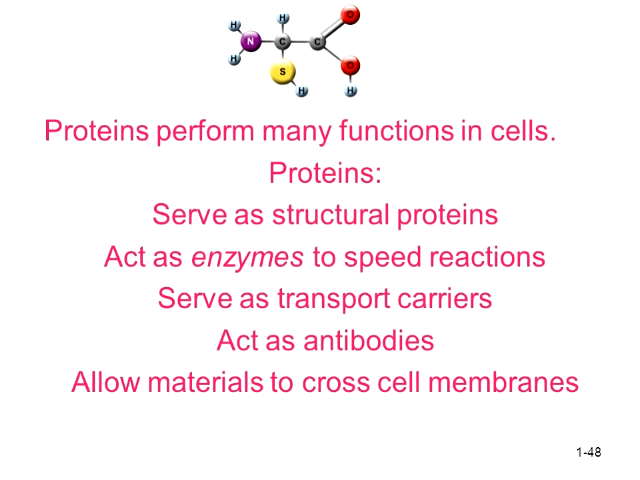 H H O
N C C
H
S O
H H
Proteins perform many functions in cells.
Proteins:
Serve as structural proteins
Act as enzymes to speed reactions
Serve as transport carriers
Act as antibodies
Allow materials to cross cell membranes
1-48